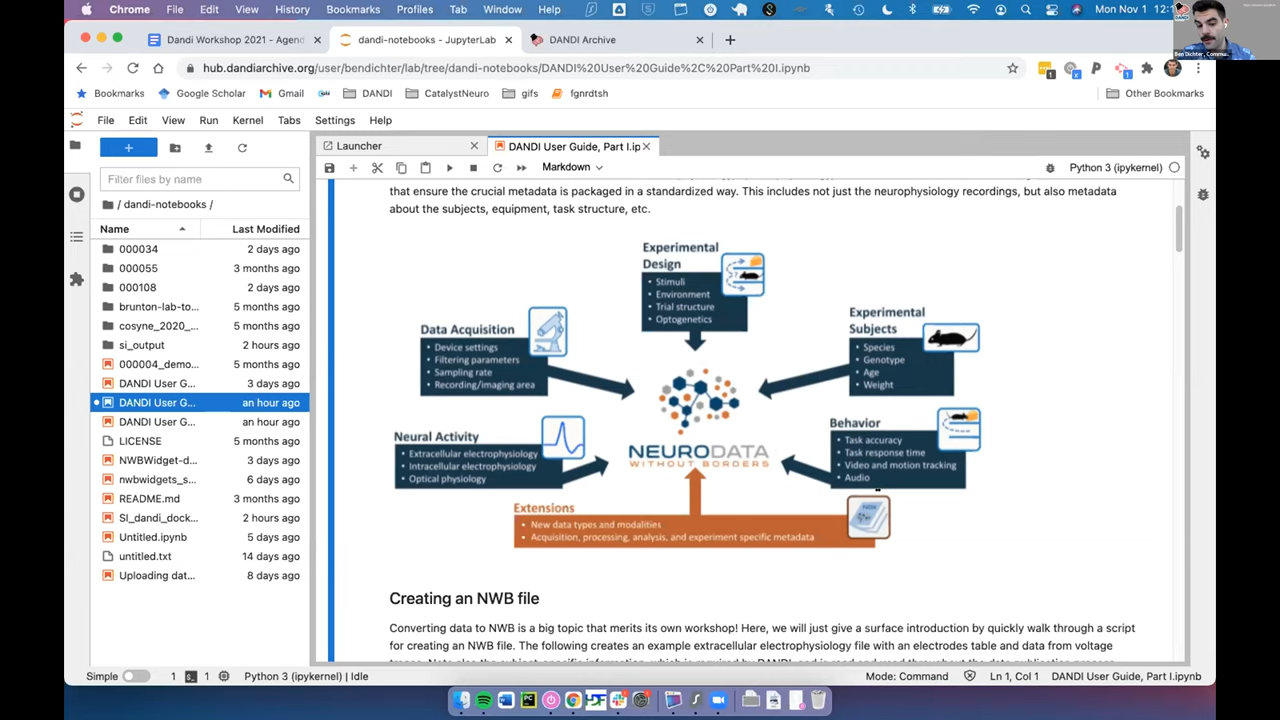 Chrome File Edit View History Bookmarks Profiles Tab Window Help
Mon Nov 1
Dandi Workshop 2021 - Agend
dandi-notebooks - JupyterLab
DANDI Archive
hub.dandiarchive.org/user/bendichter/lab/tree/dandi-notebooks/DANDI%20User%20Guide%2C%20Part%20I.ipynb
Ben Dichter, Commu...
Bookmarks Google Scholar Gmail DANDI CatalystNeuro gifs fgnrdtsh Other Bookmarks
File Edit View Run Kernel Tabs Settings Help
Launcher
DANDI User Guide, Part I.ip
Markdown
Python 3 (ipykernel)
Filter files by name
/ dandi-notebooks /
Name Last Modified
000034 2 days ago
000055 3 months ago
000108 2 days ago
brunton-lab-to... 5 months ago
cosyne_2020_... 5 months ago
si_output 2 hours ago
000004_demo... 5 months ago
DANDI User G... 3 days ago
DANDI User G... an hour ago
DANDI User G... an hour ago
LICENSE 5 months ago
NWBWidget-d... 3 days ago
nwbwidgets_s... 6 days ago
README.md 5 months ago
SI_dandi_dock... 2 hours ago
Untitled.ipynb 5 days ago
untitled.txt 14 days ago
Uploading dat... 8 days ago
that ensure the crucial metadata is packaged in a standardized way. This includes not just the neurophysiology recordings, but also metadata
about the subjects, equipment, task structure, etc.
Experimental
Design
• Stimuli
• Environment
• Trial structure
• Optogenetics
Data Acquisition
• Device settings
• Filtering parameters
• Sampling rate
• Recording/imaging area
Experimental
Subjects
• Species
• Genotype
• Age
• Weight
Neural Activity
• Extracellular electrophysiology
• Intracellular electrophysiology
• Optical physiology
NEURODATA
WITHOUT BORDERS
Behavior
• Task accuracy
• Task response time
• Video and motion tracking
• Audio
Extensions
• New data types and modalities
• Acquisition, processing, analysis, and experiment specific metadata
Creating an NWB file
Converting data to NWB is a big topic that merits its own workshop! Here, we will just give a surface introduction by quickly walk through a script
for creating an NWB file. The following creates an example extracellular electrophysiology file with an electrodes table and data from voltage
Simple 1 1 Python 3 (ipykernel) | Idle
Mode: Command Ln 1, Col 1 DANDI User Guide, Part I.ipynb